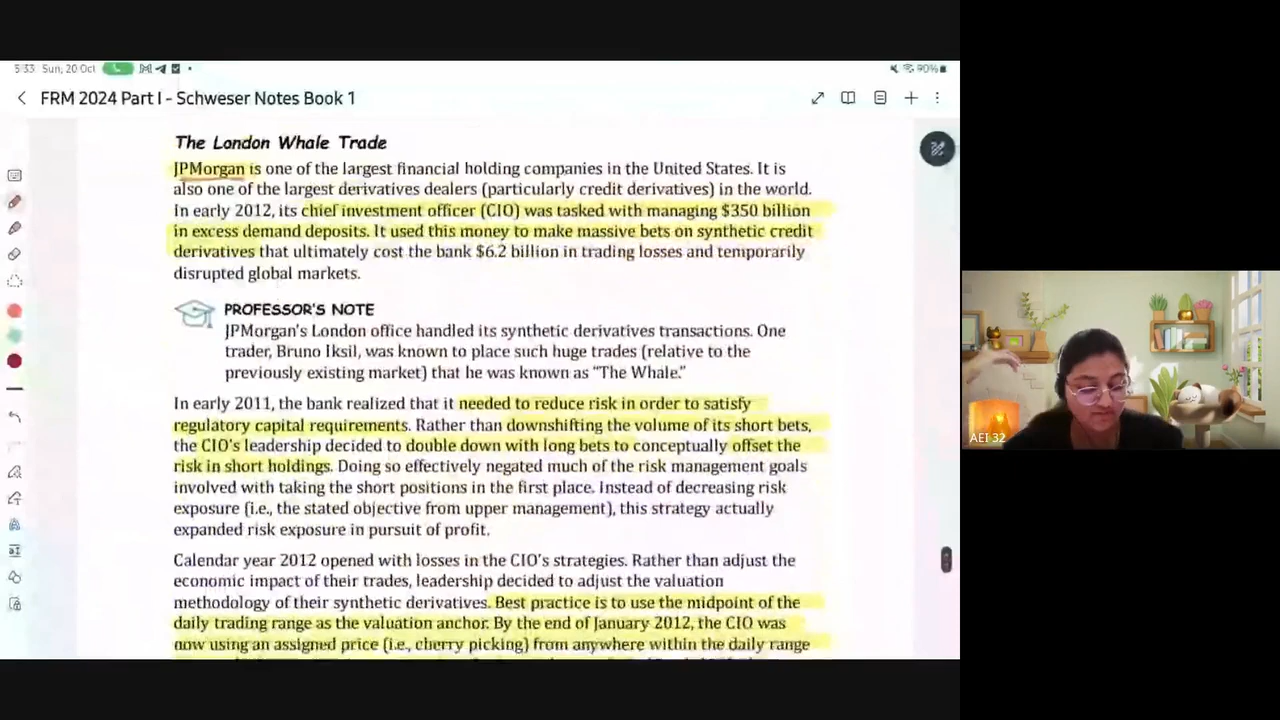 5:33 Sun, 20 Oct
90%
FRM 2024 Part I - Schweser Notes Book 1
The London Whale Trade
JPMorgan is one of the largest financial holding companies in the United States. It is
also one of the largest derivatives dealers (particularly credit derivatives) in the world.
In early 2012, its chief investment officer (CIO) was tasked with managing $350 billion
in excess demand deposits. It used this money to make massive bets on synthetic credit
derivatives that ultimately cost the bank $6.2 billion in trading losses and temporarily
disrupted global markets.
PROFESSOR'S NOTE
JPMorgan's London office handled its synthetic derivatives transactions. One
trader, Bruno Iksil, was known to place such huge trades (relative to the
previously existing market) that he was known as “The Whale.”
In early 2011, the bank realized that it needed to reduce risk in order to satisfy
regulatory capital requirements. Rather than downshifting the volume of its short bets,
the CIO's leadership decided to double down with long bets to conceptually offset the
risk in short holdings. Doing so effectively negated much of the risk management goals
involved with taking the short positions in the first place. Instead of decreasing risk
exposure (i.e., the stated objective from upper management), this strategy actually
expanded risk exposure in pursuit of profit.
Calendar year 2012 opened with losses in the CIO's strategies. Rather than adjust the
economic impact of their trades, leadership decided to adjust the valuation
methodology of their synthetic derivatives. Best practice is to use the midpoint of the
daily trading range as the valuation anchor. By the end of January 2012, the CIO was
now using an assigned price (i.e., cherry picking) from anywhere within the daily range
AEI 32